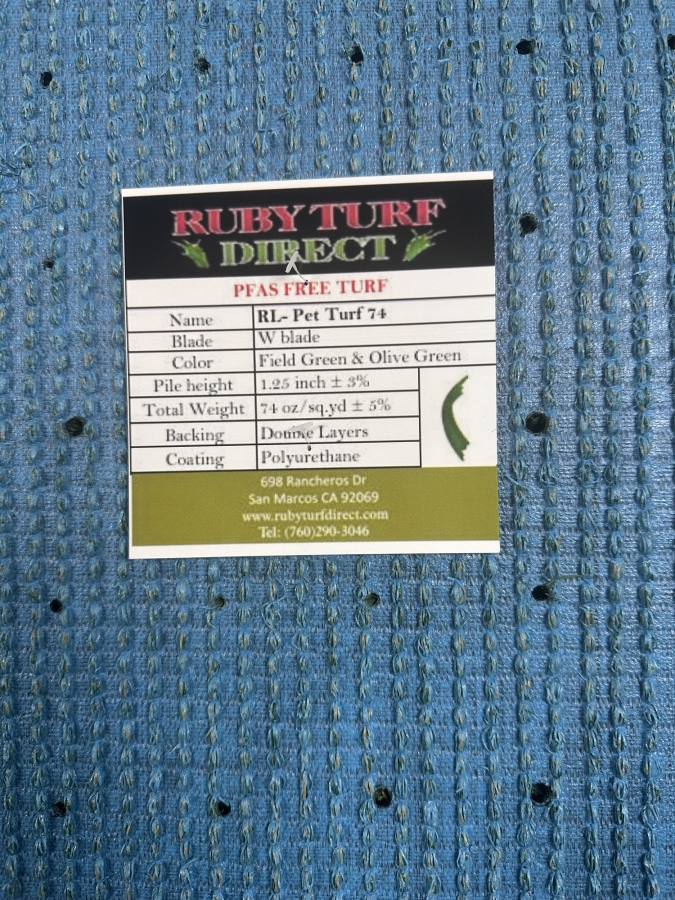 RUBY TURF
DIRECT
PFAS FREE TURF
Name RL- Pet Turf 74
Blade W blade
Color Field Green & Olive Green
Pile height 1.25 inch ± 3%
Total Weight 74 oz/sq.yd ± 5%
Backing Double Layers
Coating Polyurethane
698 Rancheros Dr
San Marcos CA 92069
www.rubyturfdirect.com
Tel: (760)290-3046